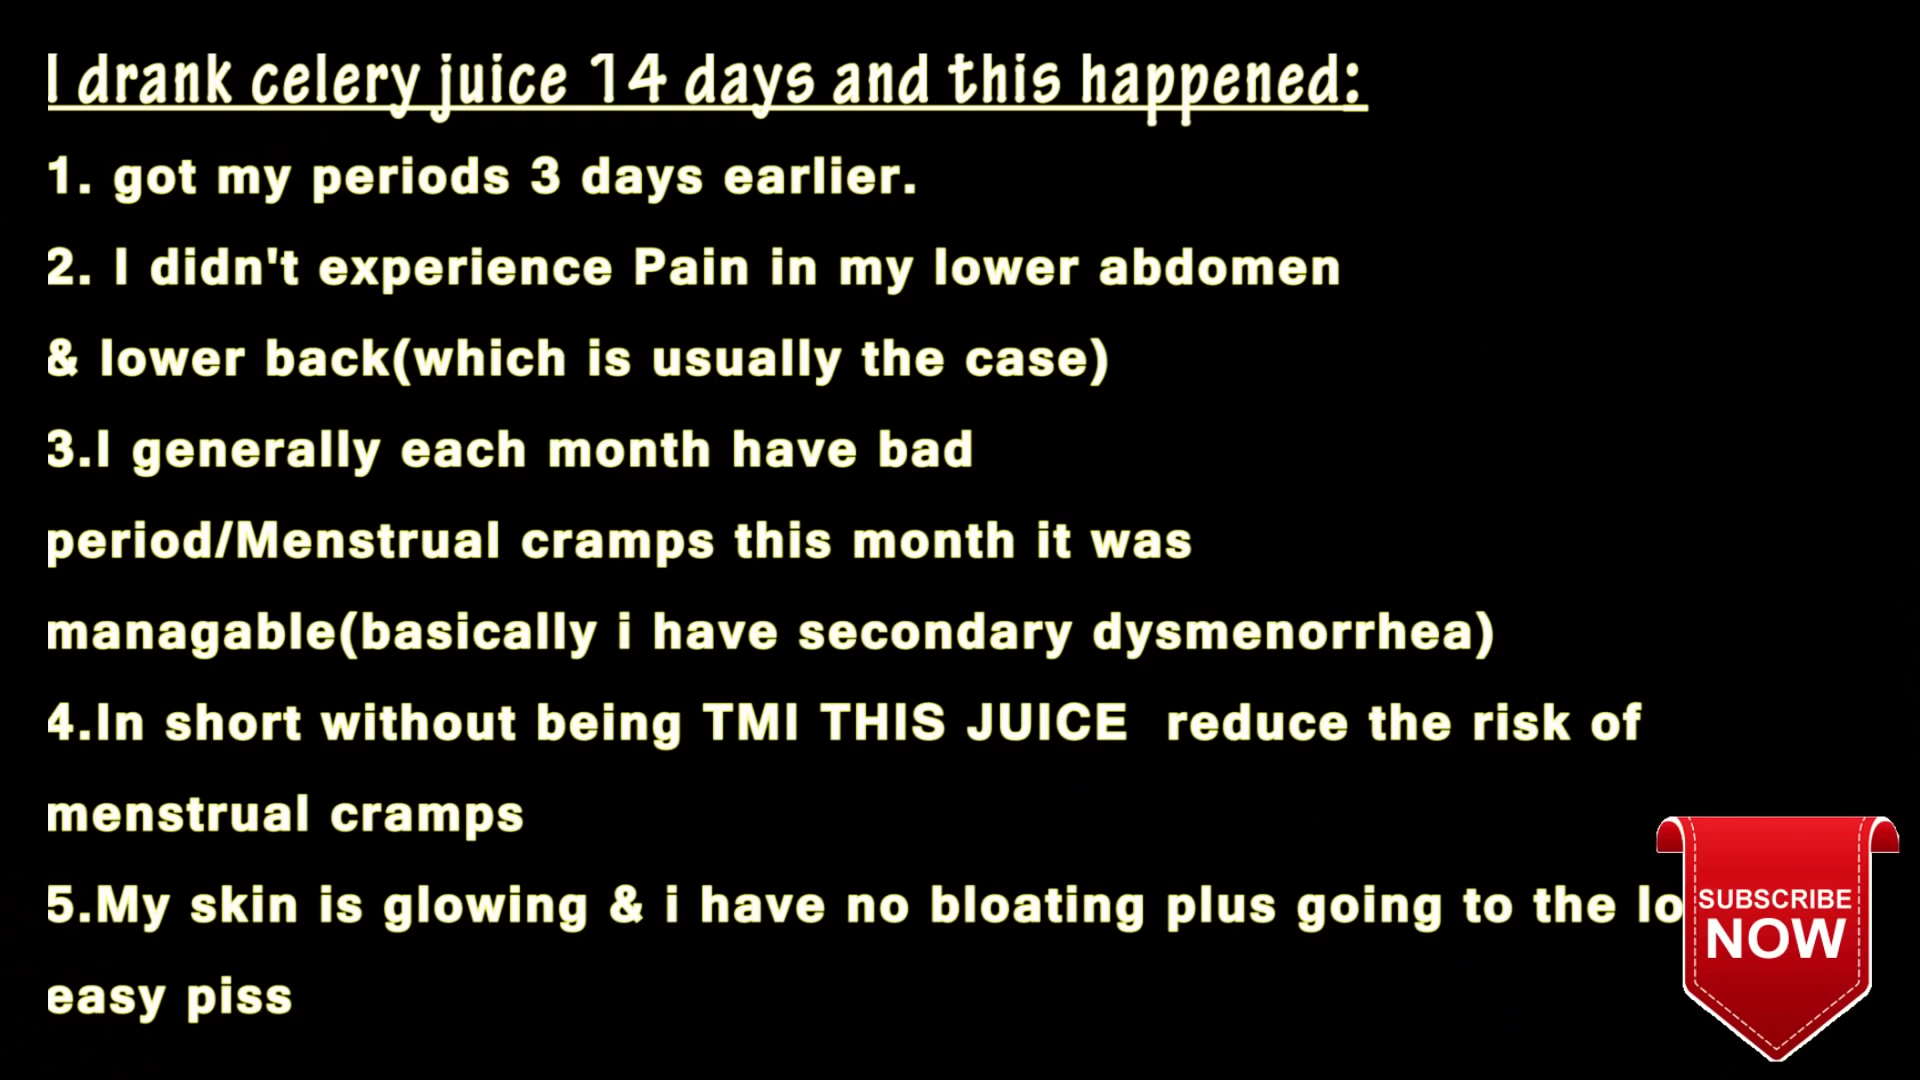 I drank celery juice 14 days and this happened:
1. got my periods 3 days earlier.
2. I didn't experience Pain in my lower abdomen
& lower back(which is usually the case)
3.I generally each month have bad
period/Menstrual cramps this month it was
managable(basically i have secondary dysmenorrhea)
4.In short without being TMI THIS JUICE  reduce the risk of
menstrual cramps
5.My skin is glowing & i have no bloating plus going to the
easy piss
SUBSCRIBE
NOW